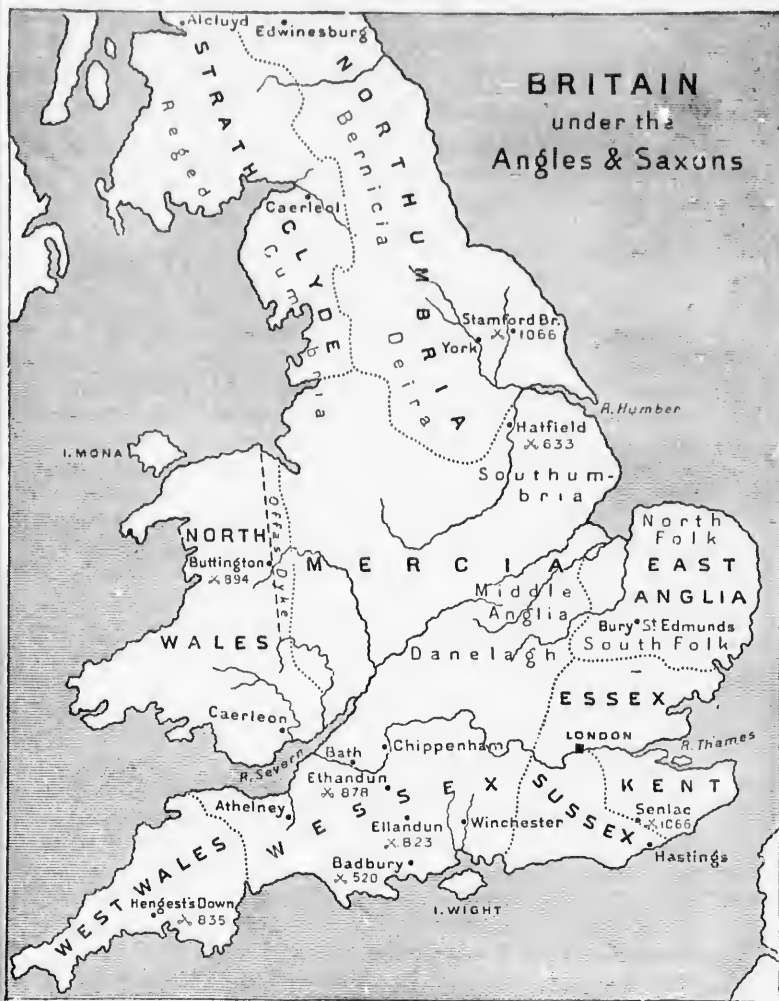 BRITAIN
under the
Angles & Saxons
Alcluyd
Edwinesburg
STRATH CLYDE
Reged
NORTHUMBRIA
Bernicia
Caerleol
Cumbria
Deira
Stamford Br.
1066
York
R. Humber
Hatfield
633
Southum-
bria
I. MONA
Offas Dyke
NORTH
WALES
Buttington
894
MERCIA
North
Folk
EAST
ANGLIA
Middle
Anglia
Bury St Edmunds
South Folk
Danelagh
ESSEX
Caerleon
R. Severn
LONDON
R. Thames
Bath
Chippenham
Ethandun
878
WESSEX
SUSSEX
KENT
Senlac
1066
Athelney
Ellandun
823
Winchester
Hastings
Badbury
520
WEST WALES
Hengest's Down
835
I. WIGHT